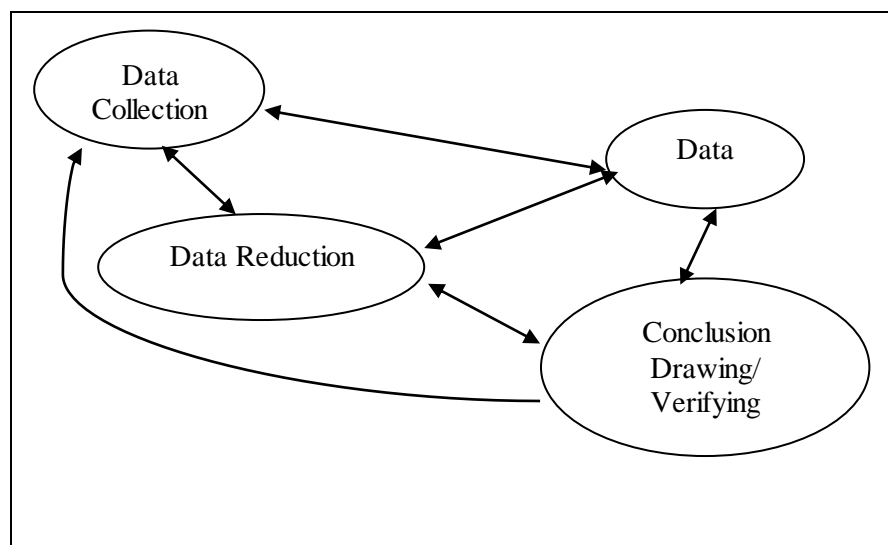 Data
Collection
Data
Data Reduction
Conclusion
Drawing/
Verifying